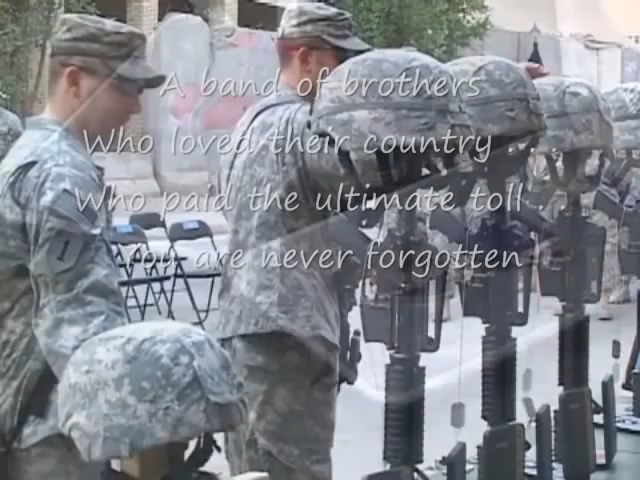 A band of brothers
Who loved their country . .
Who paid the ultimate toll . .
You are never forgotten